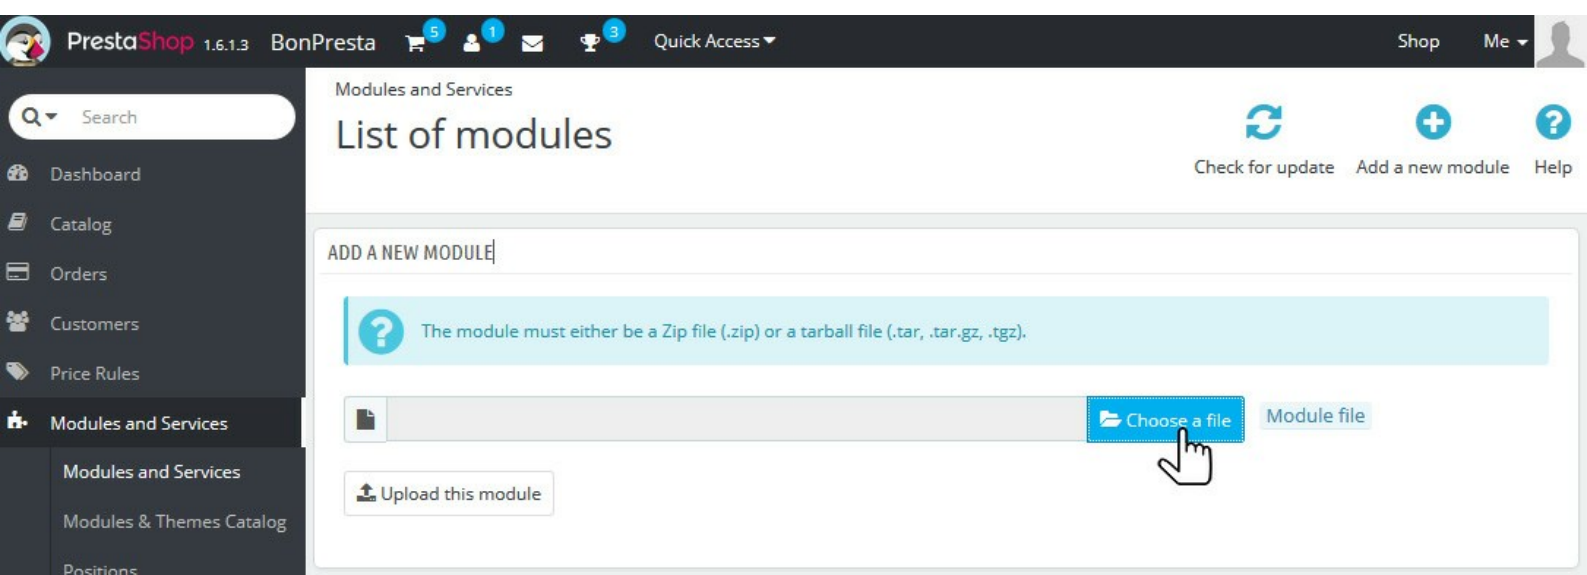 PrestaShop 1.6.1.3 BonPresta 5 1 3 Quick Access Shop Me
Search
Dashboard
Catalog
Orders
Customers
Price Rules
Modules and Services
Modules and Services
Modules & Themes Catalog
Positions
Modules and Services
List of modules
Check for update Add a new module Help
ADD A NEW MODULE
The module must either be a Zip file (.zip) or a tarball file (.tar, .tar.gz, .tgz).
Choose a file Module file
Upload this module